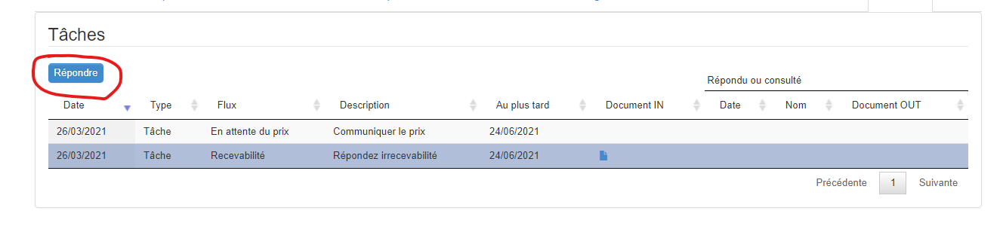 Tâches
Répondre
Répondu ou consulté
Date Type Flux Description Au plus tard Document IN Date Nom Document OUT
26/03/2021 Tâche En attente du prix Communiquer le prix 24/06/2021
26/03/2021 Tâche Recevabilité Répondez irrecevabilité 24/06/2021
Précédente 1 Suivante